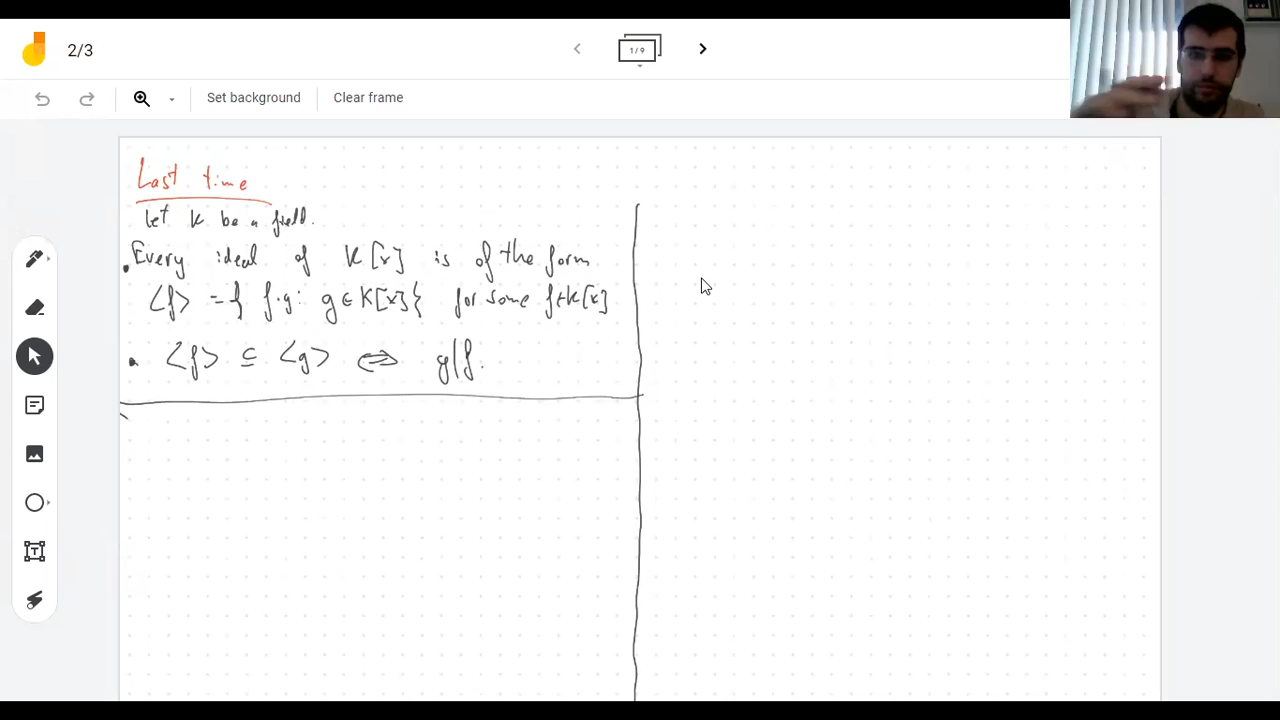 2/3
1/9
Set background
Clear frame
Last time
Let K be a field.
• Every ideal of K[x] is of the form
⟨f⟩ = { f·g : g ∈ K[x] } for some f ∈ K[x]
• ⟨f⟩ ⊆ ⟨g⟩ ⟺ g|f.